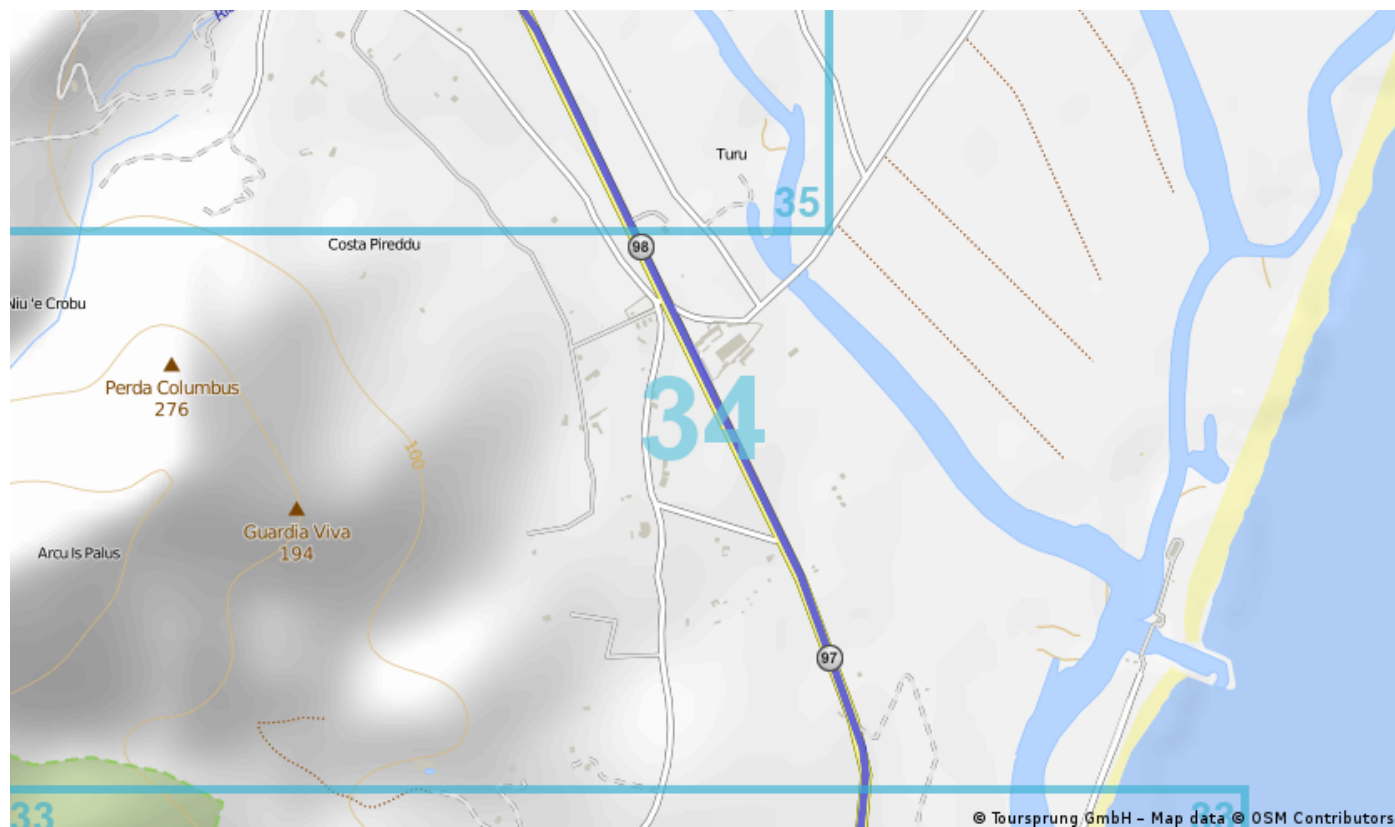 Turu
35
98
Costa Pireddu
Niu 'e Crobu
Perda Columbus
276
34
100
Guardia Viva
194
Arcu Is Palus
97
33
33
© Toursprung GmbH – Map data © OSM Contributors